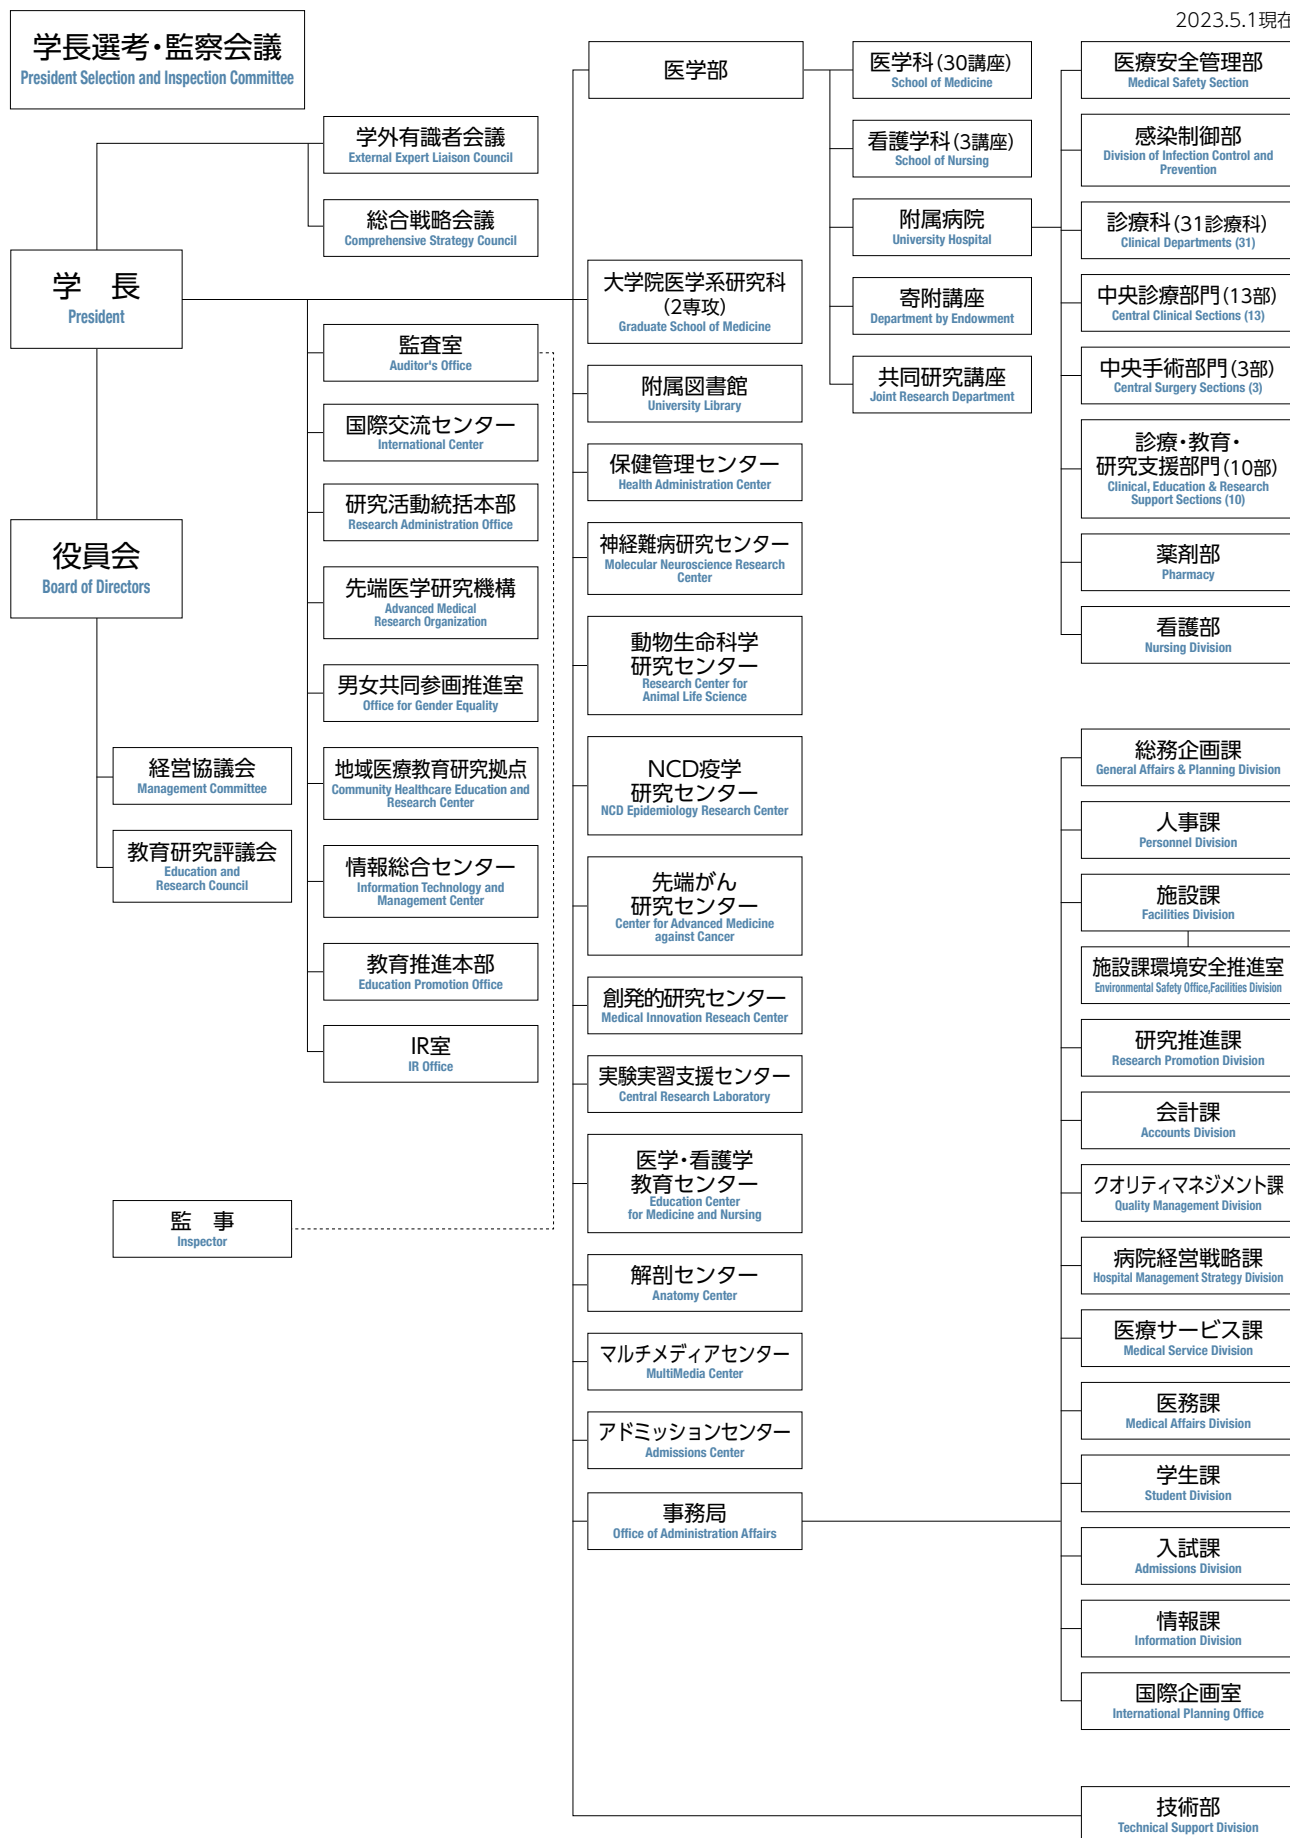 2023.5.1現在
学長選考・監察会議
President Selection and Inspection Committee
学外有識者会議
External Expert Liaison Council
総合戦略会議
Comprehensive Strategy Council
学　長
President
役員会
Board of Directors
経営協議会
Management Committee
教育研究評議会
Education and
Research Council
監　事
Inspector
監査室
Auditor's Office
国際交流センター
International Center
研究活動統括本部
Research Administration Office
先端医学研究機構
Advanced Medical
Research Organization
男女共同参画推進室
Office for Gender Equality
地域医療教育研究拠点
Community Healthcare Education and
Research Center
情報総合センター
Information Technology and
Management Center
教育推進本部
Education Promotion Office
IR室
IR Office
医学部
大学院医学系研究科
(2専攻)
Graduate School of Medicine
附属図書館
University Library
保健管理センター
Health Administration Center
神経難病研究センター
Molecular Neuroscience Research
Center
動物生命科学
研究センター
Research Center for
Animal Life Science
NCD疫学
研究センター
NCD Epidemiology Research Center
先端がん
研究センター
Center for Advanced Medicine
against Cancer
創発的研究センター
Medical Innovation Reseach Center
実験実習支援センター
Central Research Laboratory
医学・看護学
教育センター
Education Center
for Medicine and Nursing
解剖センター
Anatomy Center
マルチメディアセンター
MultiMedia Center
アドミッションセンター
Admissions Center
事務局
Office of Administration Affairs
医学科(30講座)
School of Medicine
看護学科(3講座)
School of Nursing
附属病院
University Hospital
寄附講座
Department by Endowment
共同研究講座
Joint Research Department
医療安全管理部
Medical Safety Section
感染制御部
Division of Infection Control and
Prevention
診療科(31診療科)
Clinical Departments (31)
中央診療部門(13部)
Central Clinical Sections (13)
中央手術部門(3部)
Central Surgery Sections (3)
診療・教育・
研究支援部門(10部)
Clinical, Education & Research
Support Sections (10)
薬剤部
Pharmacy
看護部
Nursing Division
総務企画課
General Affairs & Planning Division
人事課
Personnel Division
施設課
Facilities Division
施設課環境安全推進室
Environmental Safety Office,Facilities Division
研究推進課
Research Promotion Division
会計課
Accounts Division
クオリティマネジメント課
Quality Management Division
病院経営戦略課
Hospital Management Strategy Division
医療サービス課
Medical Service Division
医務課
Medical Affairs Division
学生課
Student Division
入試課
Admissions Division
情報課
Information Division
国際企画室
International Planning Office
技術部
Technical Support Division